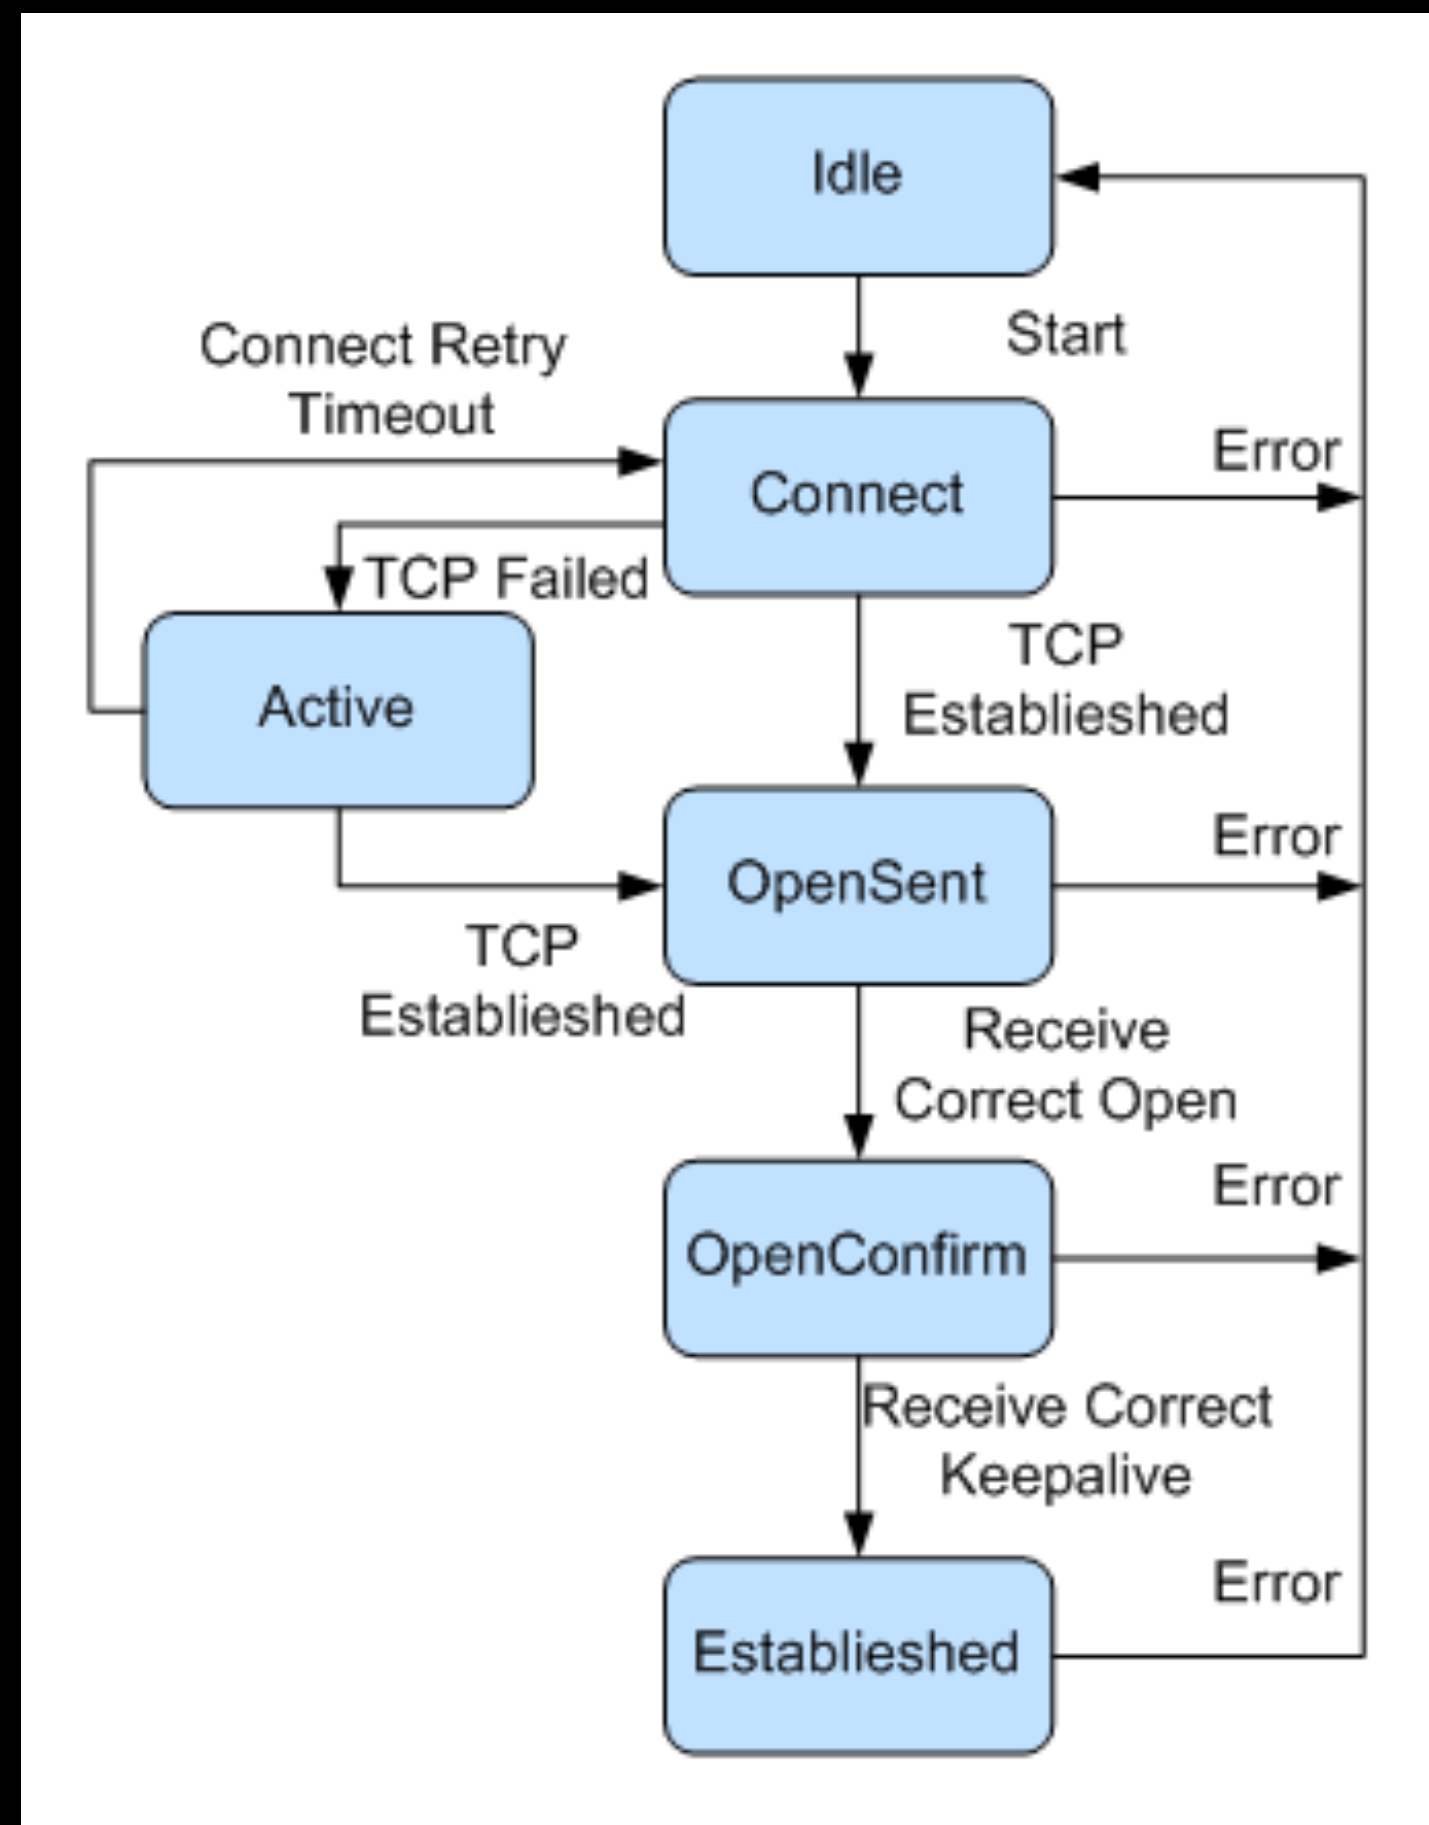 Idle
Start
Connect Retry
Timeout
Error
Connect
TCP Failed
TCP
Establieshed
Active
Error
OpenSent
TCP
Establieshed
Receive
Correct Open
Error
OpenConfirm
Receive Correct
Keepalive
Error
Establieshed